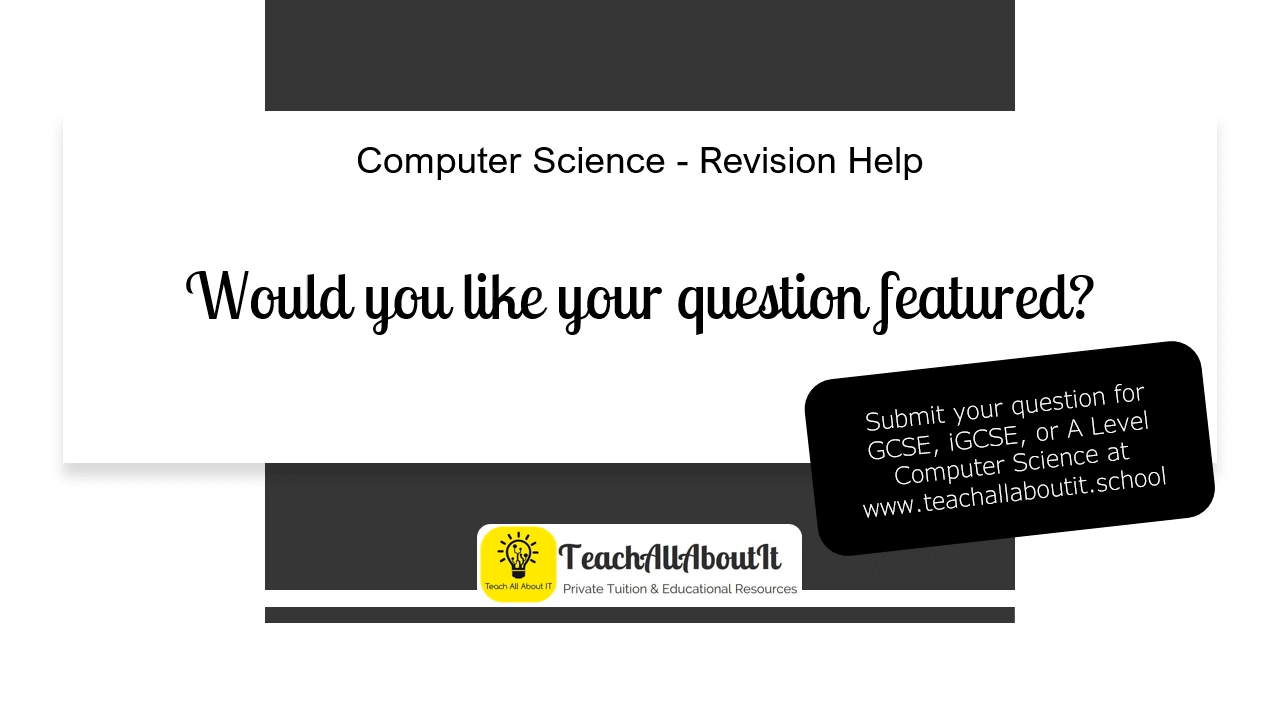 Computer Science - Revision Help
Would you like your question featured?
Submit your question for
GCSE, iGCSE, or A Level
Computer Science at
www.teachallaboutit.school
TeachAllAboutIt
Teach All About IT
Private Tuition & Educational Resources